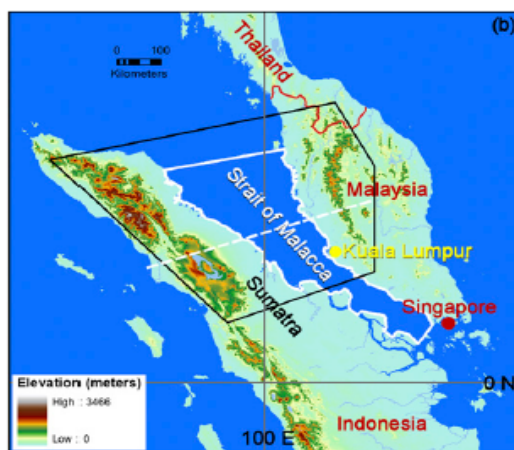 (b)
0 100
Kilometers
Thailand
Strait of Malacca
Malaysia
Kuala Lumpur
Sumatra
Singapore
Elevation (meters)
High : 3466
Low : 0
0 N
Indonesia
100 E